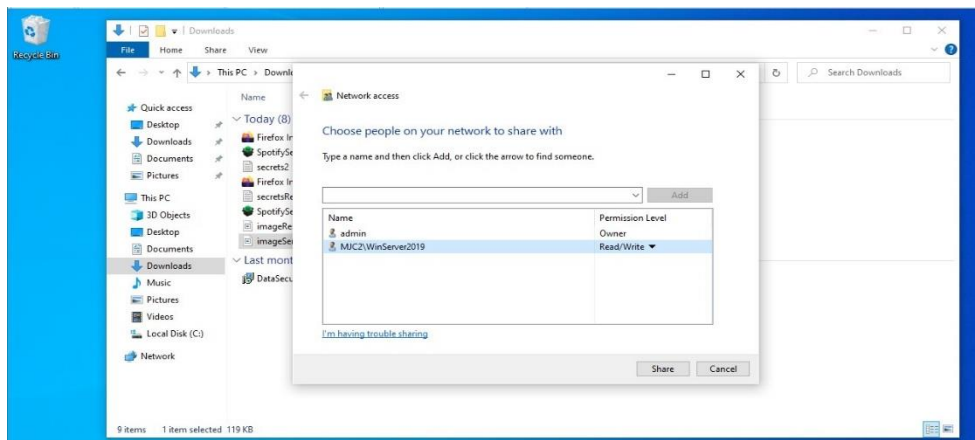 Recycle Bin
Downloads
File Home Share View
This PC Downlo
Search Downloads
Quick access
Desktop
Downloads
Documents
Pictures
This PC
3D Objects
Desktop
Documents
Downloads
Music
Pictures
Videos
Local Disk (C:)
Network
Name
Today (8)
Firefox In
SpotifySe
secrets2
Firefox In
secretsRe
SpotifySe
imageRe
imageSe
Last mont
DataSecu
Network access
Choose people on your network to share with
Type a name and then click Add, or click the arrow to find someone.
Add
Name Permission Level
admin Owner
MJC2\WinServer2019 Read/Write
I'm having trouble sharing
Share Cancel
9 items 1 item selected 119 KB